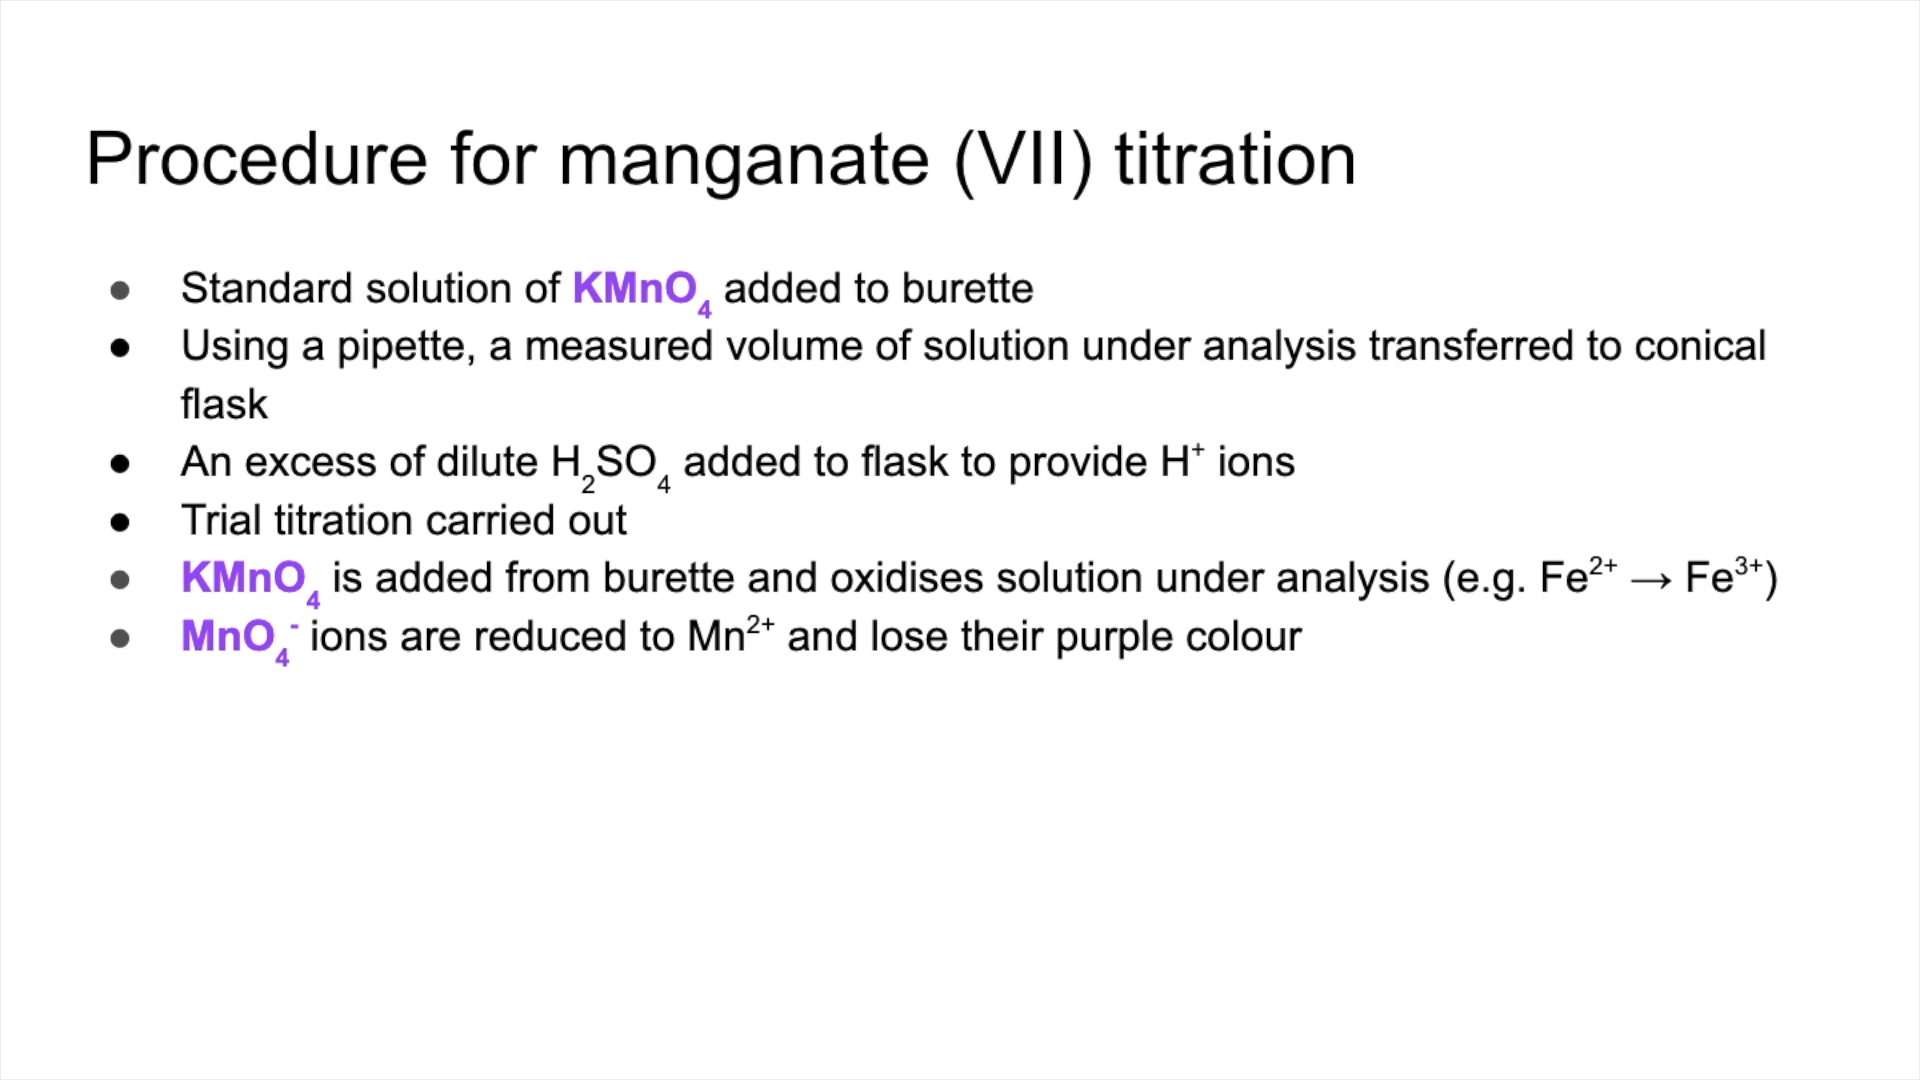 Procedure for manganate (VII) titration
● Standard solution of KMnO₄ added to burette
● Using a pipette, a measured volume of solution under analysis transferred to conical
flask
● An excess of dilute H₂SO₄ added to flask to provide H⁺ ions
● Trial titration carried out
● KMnO₄ is added from burette and oxidises solution under analysis (e.g. Fe²⁺ → Fe³⁺)
● MnO₄⁻ ions are reduced to Mn²⁺ and lose their purple colour